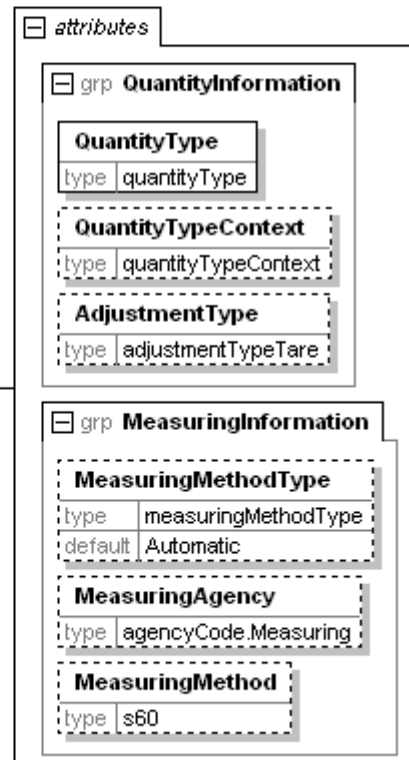 attributes
grp QuantityInformation
QuantityType
type quantityType
QuantityTypeContext
type quantityTypeContext
AdjustmentType
type adjustmentTypeTare
grp MeasuringInformation
MeasuringMethodType
type measuringMethodType
default Automatic
MeasuringAgency
type agencyCode.Measuring
MeasuringMethod
type s60